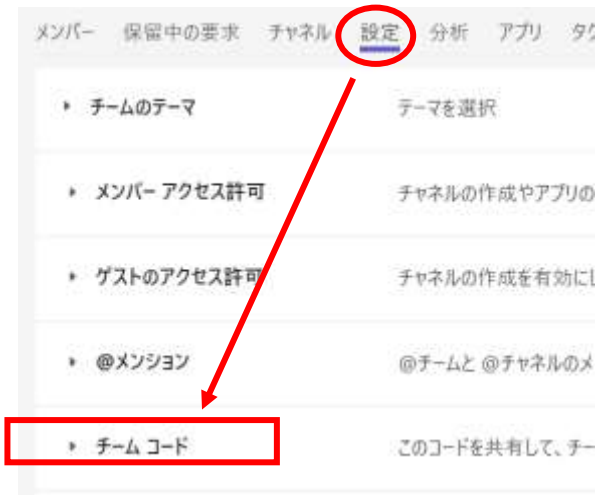 メンバー 保留中の要求 チャネル 設定 分析 アプリ タグ
チームのテーマ テーマを選択
メンバー アクセス許可 チャネルの作成やアプリの
ゲストのアクセス許可 チャネルの作成を有効にし
@メンション @チームと @チャネルのメ
チーム コード このコードを共有して、チー